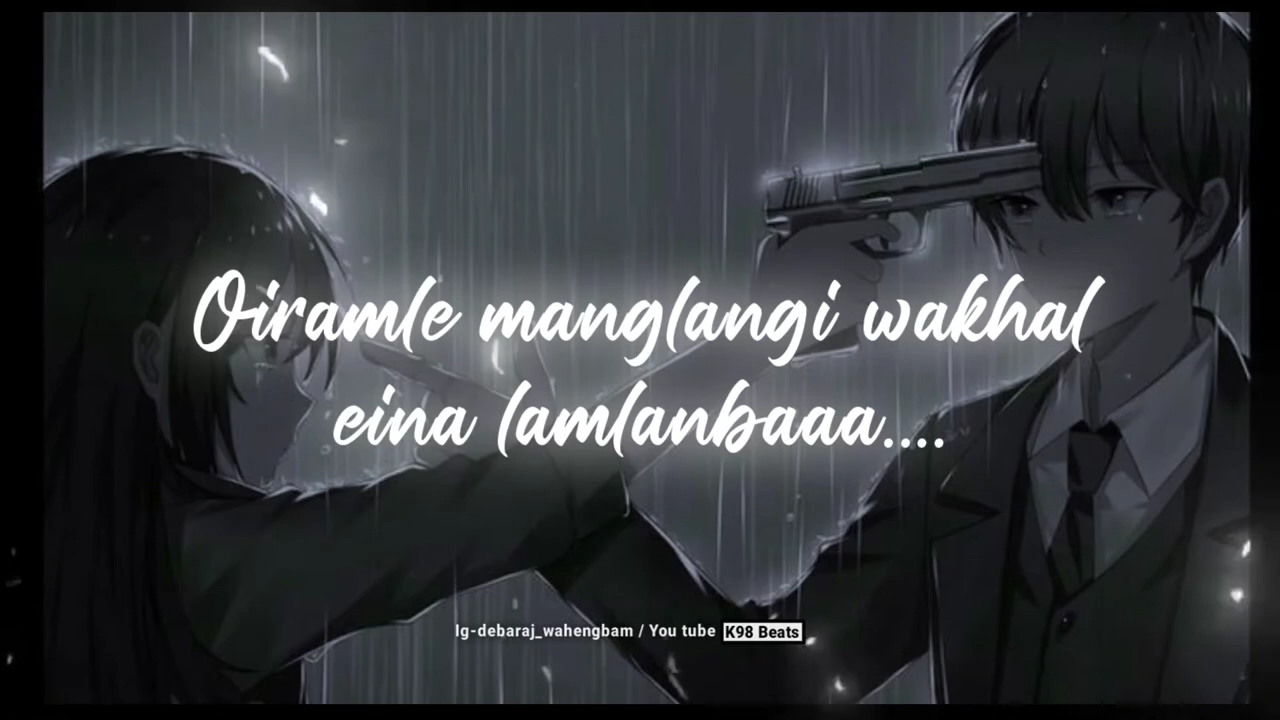 Oiramle manglangi wakhal
eina lamlanbaaa....
Ig-debaraj_wahengbam / You tube K98 Beats